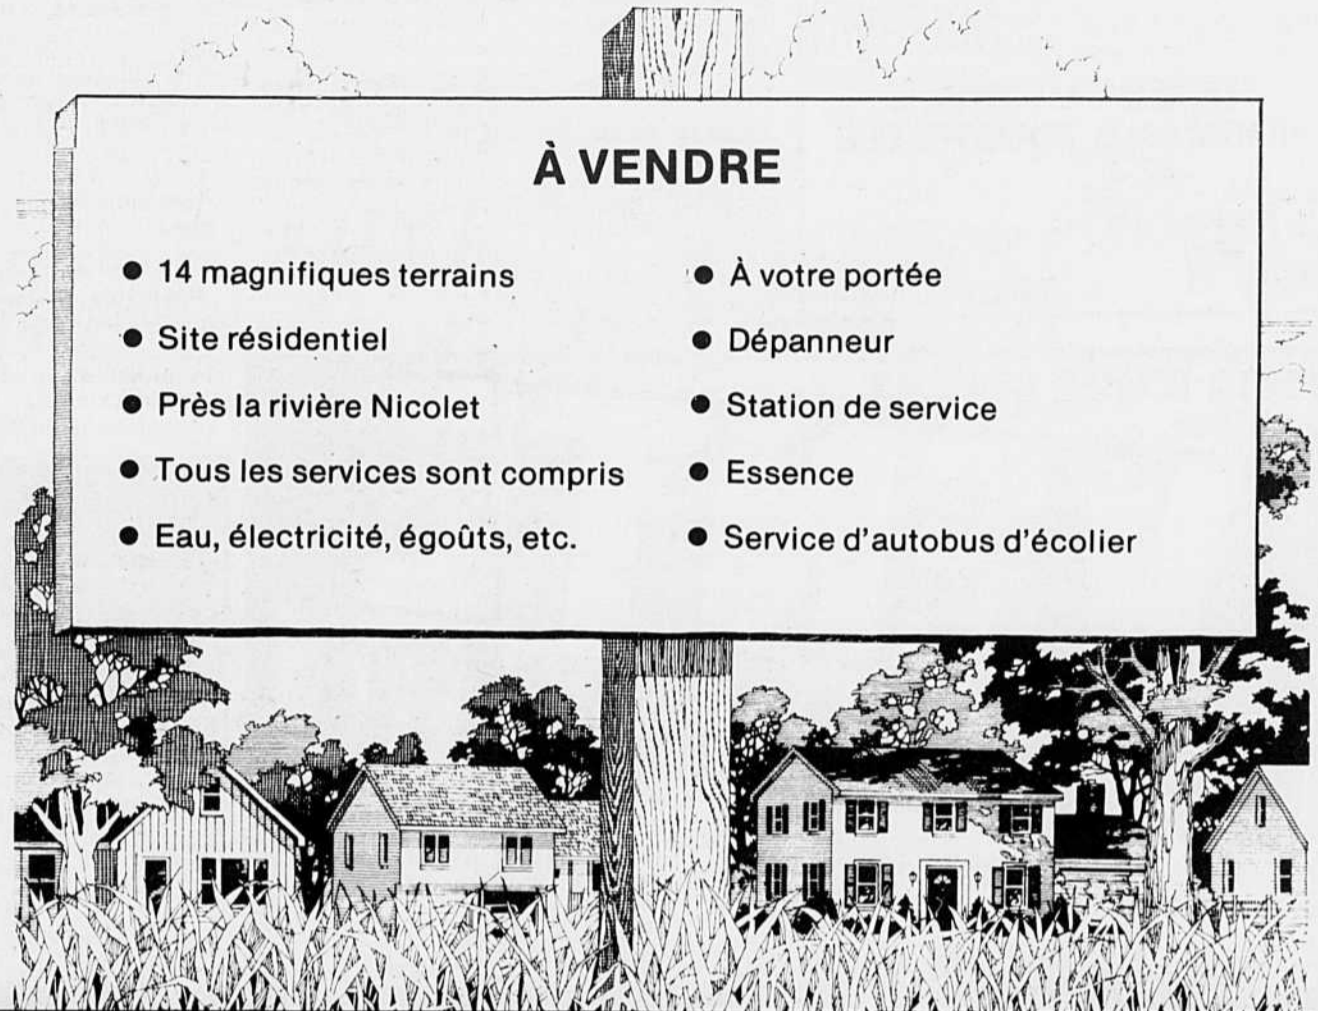 À VENDRE
● 14 magnifiques terrains
● Site résidentiel
● Près la rivière Nicolet
● Tous les services sont compris
● Eau, électricité, égoûts, etc.
● À votre portée
● Dépanneur
● Station de service
● Essence
● Service d'autobus d'écolier